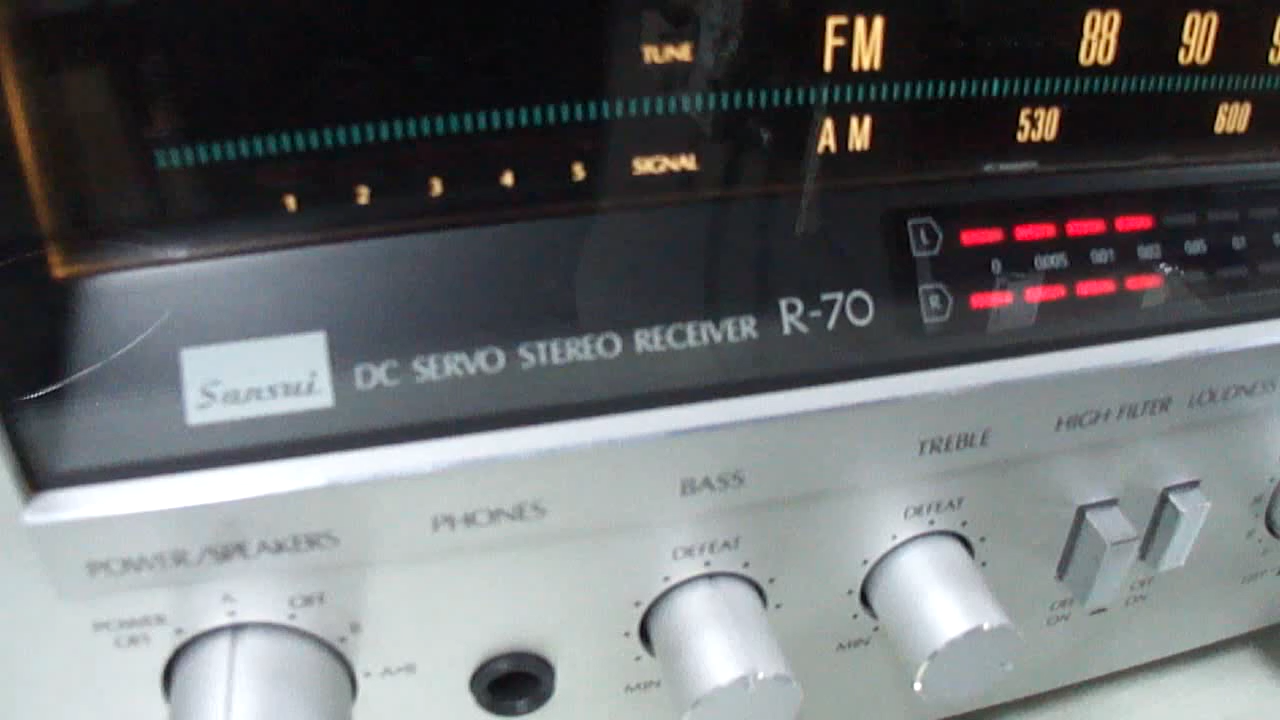 TUNE
FM 88 90
AM 530 600
1 2 3 4 5 SIGNAL
L
0 0.005 0.01 0.03 0.05 0.1
R
Sansui DC SERVO STEREO RECEIVER R-70
POWER/SPEAKERS PHONES BASS TREBLE HIGH FILTER LOUDNESS
POWER OFF A OFF B A+B
DEFEAT MIN
DEFEAT MIN
OFF ON
OFF ON